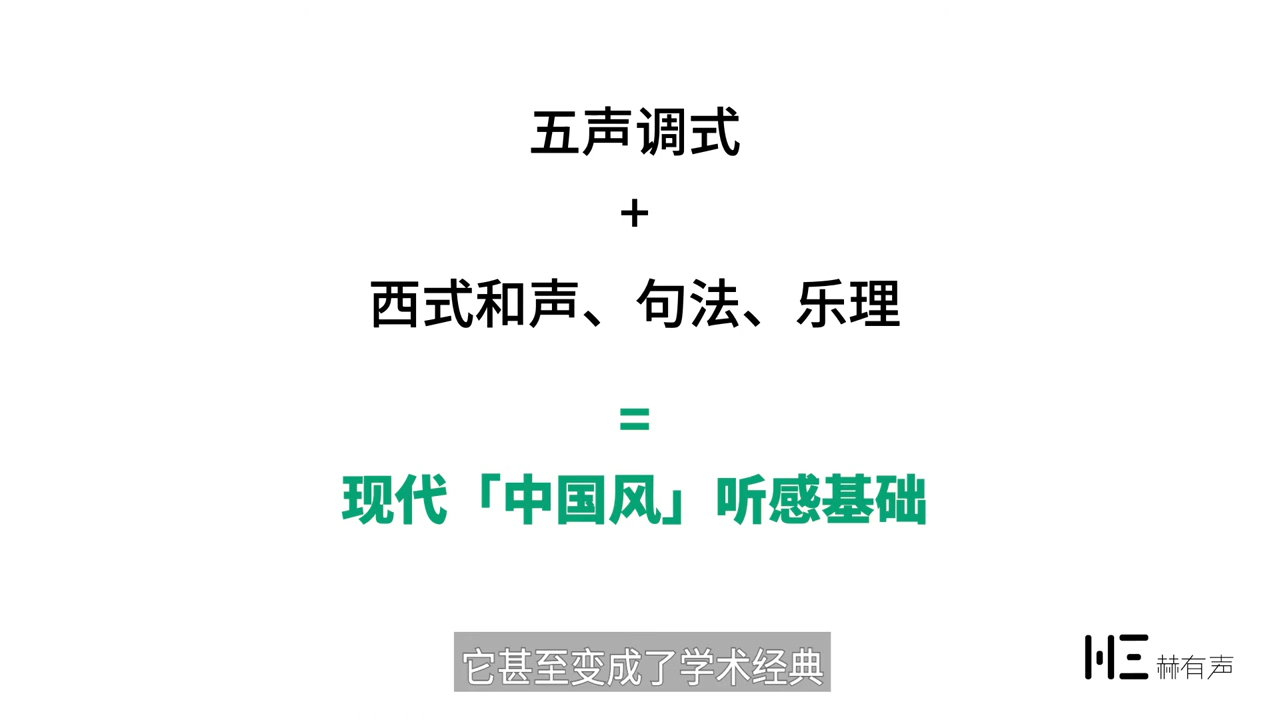 五声调式
+
西式和声、句法、乐理
=
现代「中国风」听感基础
它甚至变成了学术经典
HE 赫有声